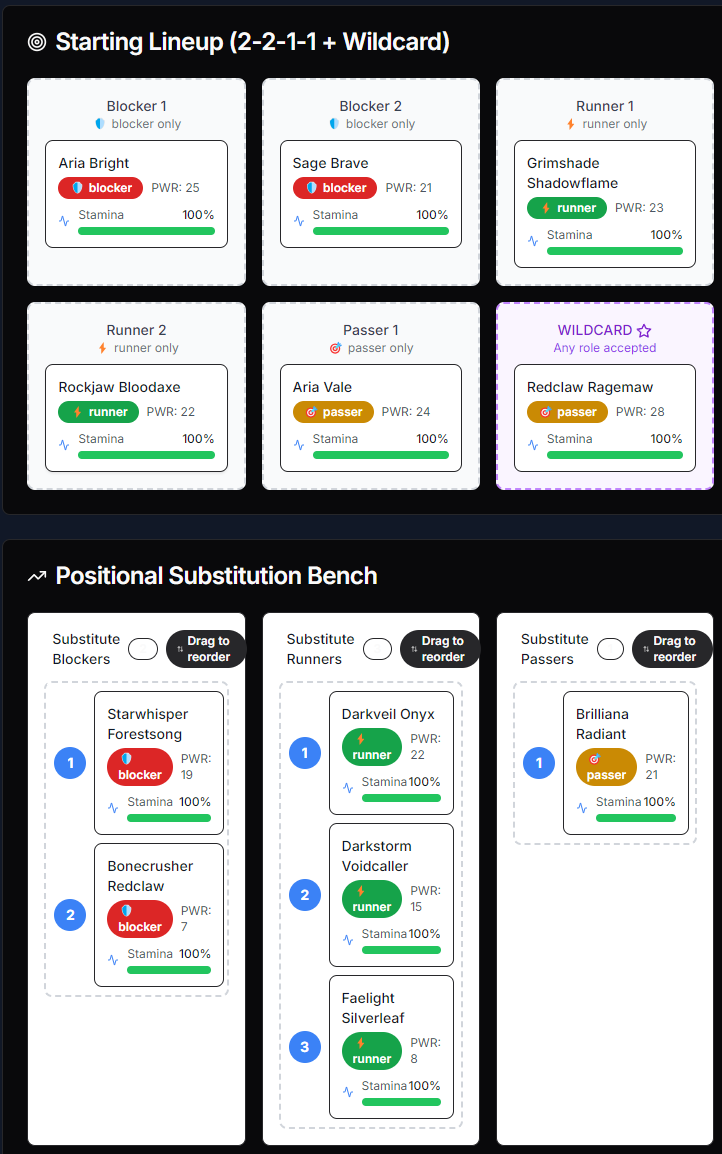 Starting Lineup (2-2-1-1 + Wildcard)
Blocker 1
blocker only
Aria Bright
blocker PWR: 25
Stamina 100%
Blocker 2
blocker only
Sage Brave
blocker PWR: 21
Stamina 100%
Runner 1
runner only
Grimshade
Shadowflame
runner PWR: 23
Stamina 100%
Runner 2
runner only
Rockjaw Bloodaxe
runner PWR: 22
Stamina 100%
Passer 1
passer only
Aria Vale
passer PWR: 24
Stamina 100%
WILDCARD
Any role accepted
Redclaw Ragemaw
passer PWR: 28
Stamina 100%
Positional Substitution Bench
Substitute
Blockers
Drag to
reorder
1
Starwhisper
Forestsong
blocker
PWR:
19
Stamina 100%
2
Bonecrusher
Redclaw
blocker
PWR:
7
Stamina 100%
Substitute
Runners
Drag to
reorder
1
Darkveil Onyx
runner
PWR:
22
Stamina 100%
2
Darkstorm
Voidcaller
runner
PWR:
15
Stamina 100%
3
Faelight
Silverleaf
runner
PWR:
8
Stamina 100%
Substitute
Passers
Drag to
reorder
1
Brilliana
Radiant
passer
PWR:
21
Stamina 100%